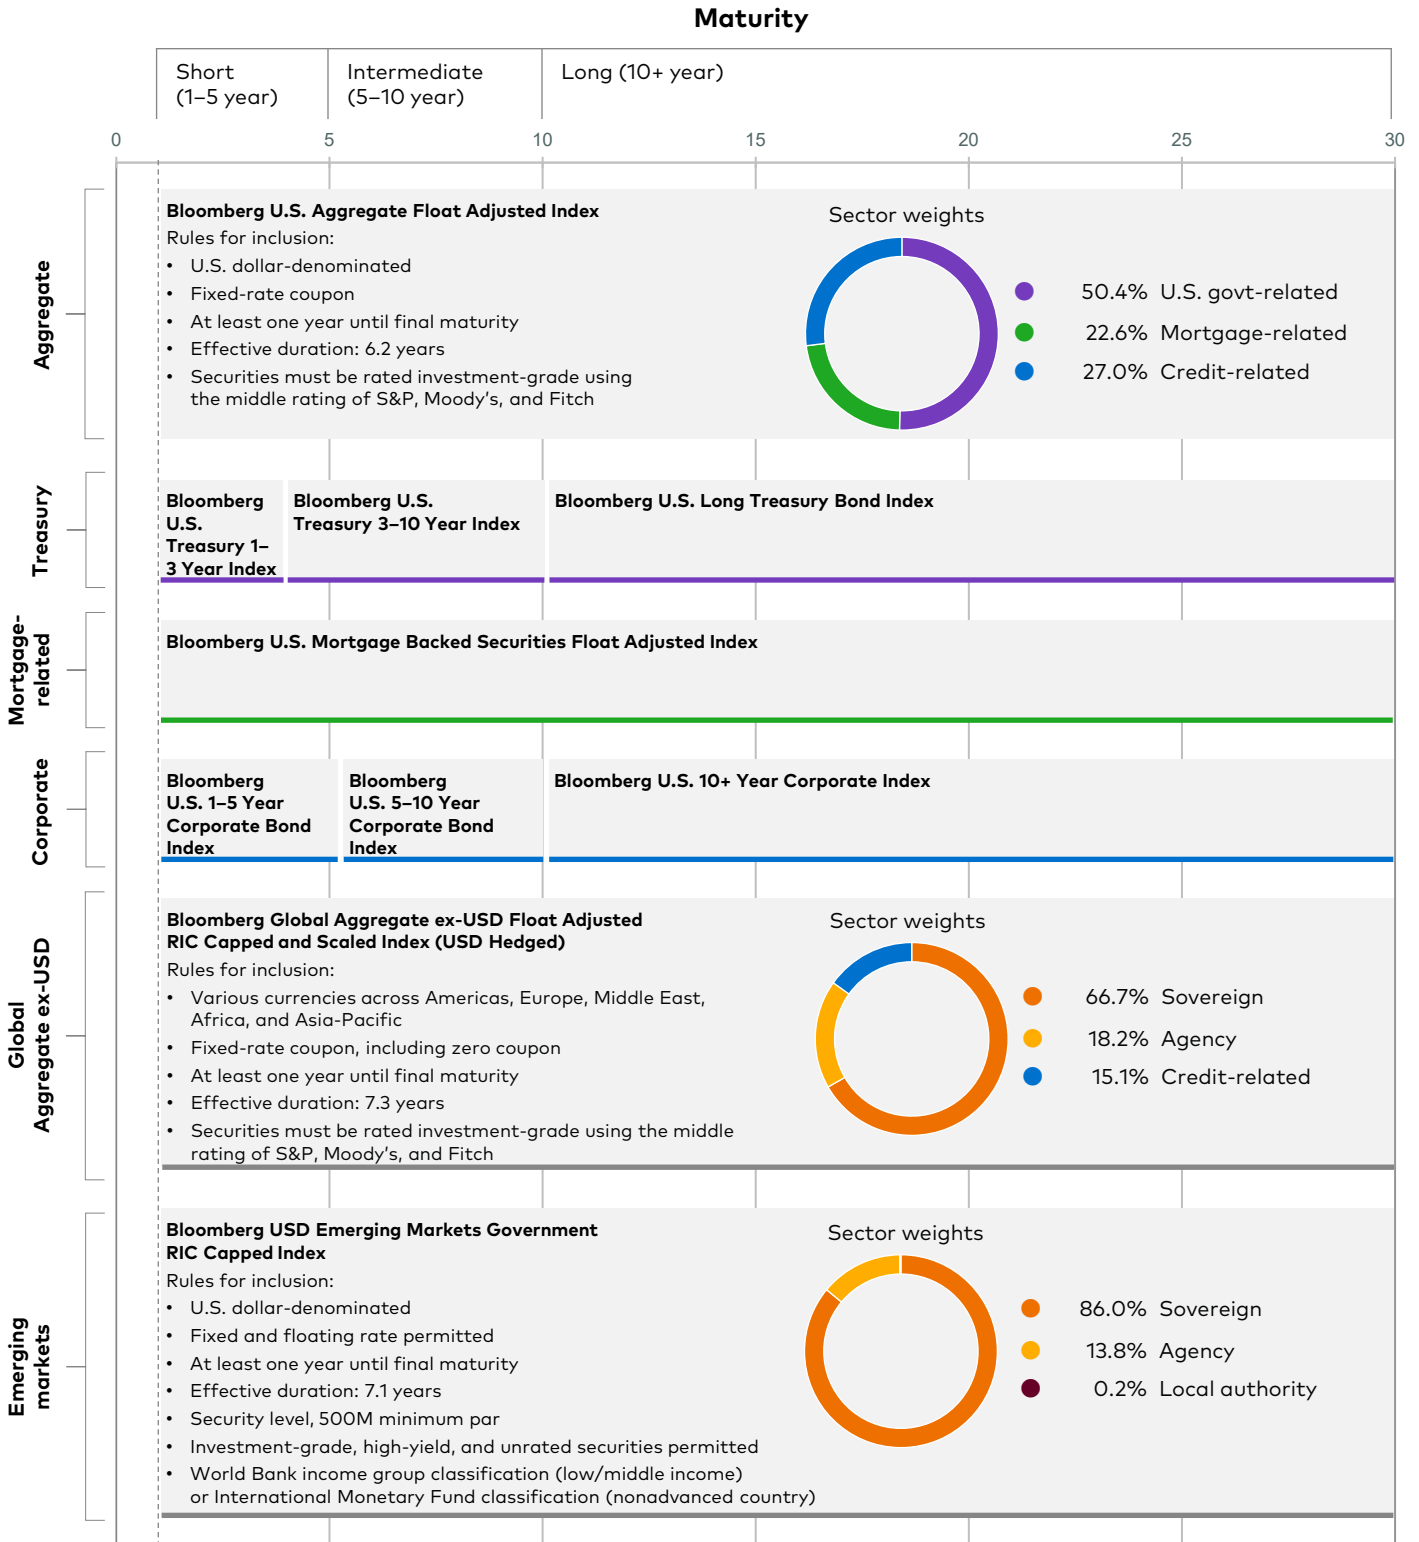 Maturity
Short
(1–5 year)
Intermediate
(5–10 year)
Long (10+ year)
0
5
10
15
20
25
30
Aggregate
Bloomberg U.S. Aggregate Float Adjusted Index
Rules for inclusion:
• U.S. dollar-denominated
• Fixed-rate coupon
• At least one year until final maturity
• Effective duration: 6.2 years
• Securities must be rated investment-grade using
the middle rating of S&P, Moody’s, and Fitch
Sector weights
50.4% U.S. govt-related
22.6% Mortgage-related
27.0% Credit-related
Treasury
Bloomberg
U.S.
Treasury 1–
3 Year Index
Bloomberg U.S.
Treasury 3–10 Year Index
Bloomberg U.S. Long Treasury Bond Index
Mortgage-
related
Bloomberg U.S. Mortgage Backed Securities Float Adjusted Index
Corporate
Bloomberg
U.S. 1–5 Year
Corporate Bond
Index
Bloomberg
U.S. 5–10 Year
Corporate Bond
Index
Bloomberg U.S. 10+ Year Corporate Index
Global
Aggregate ex-USD
Bloomberg Global Aggregate ex-USD Float Adjusted
RIC Capped and Scaled Index (USD Hedged)
Rules for inclusion:
• Various currencies across Americas, Europe, Middle East,
Africa, and Asia-Pacific
• Fixed-rate coupon, including zero coupon
• At least one year until final maturity
• Effective duration: 7.3 years
• Securities must be rated investment-grade using the middle
rating of S&P, Moody’s, and Fitch
Sector weights
66.7% Sovereign
18.2% Agency
15.1% Credit-related
Emerging
markets
Bloomberg USD Emerging Markets Government
RIC Capped Index
Rules for inclusion:
• U.S. dollar-denominated
• Fixed and floating rate permitted
• At least one year until final maturity
• Effective duration: 7.1 years
• Security level, 500M minimum par
• Investment-grade, high-yield, and unrated securities permitted
• World Bank income group classification (low/middle income)
or International Monetary Fund classification (nonadvanced country)
Sector weights
86.0% Sovereign
13.8% Agency
0.2% Local authority